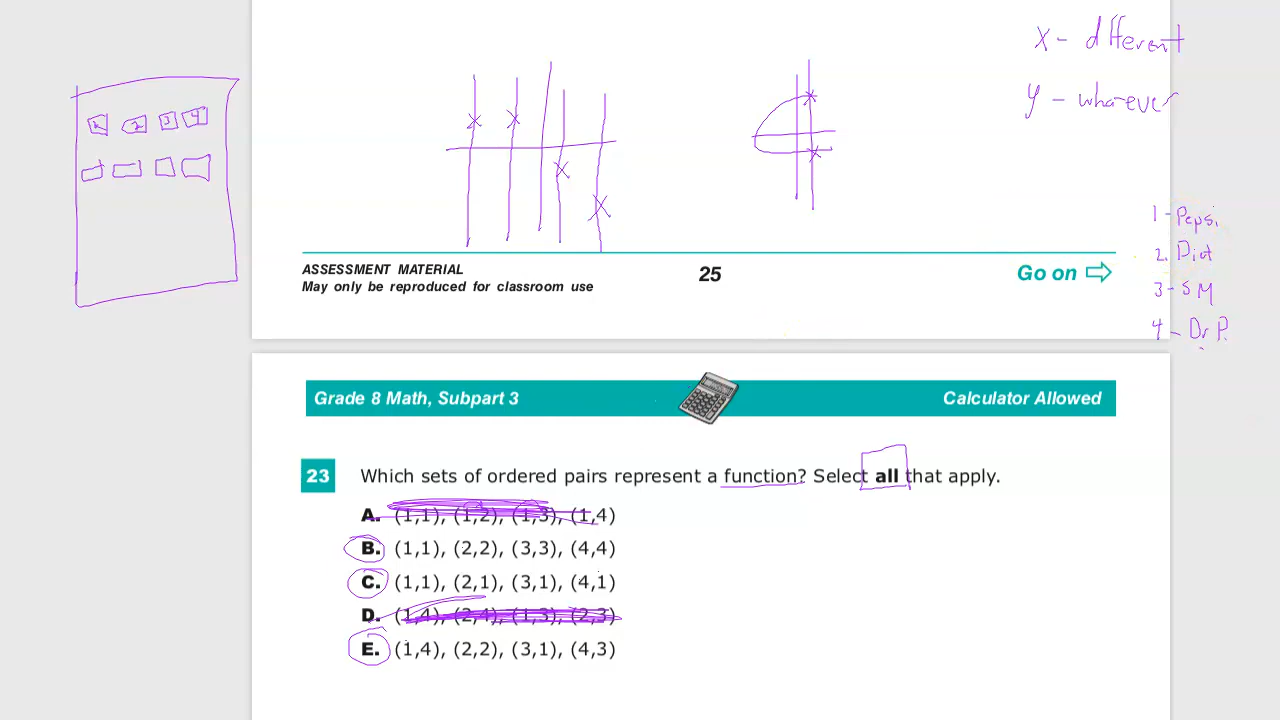 x - different
y - whatever
1 2 3 4
1 - Pepsi
2. Diet
3 - SM
4 - Dr P.
ASSESSMENT MATERIAL
May only be reproduced for classroom use
25
Go on
Grade 8 Math, Subpart 3
Calculator Allowed
23 Which sets of ordered pairs represent a function? Select all that apply.
A. (1,1), (1,2), (1,3), (1,4)
B. (1,1), (2,2), (3,3), (4,4)
C. (1,1), (2,1), (3,1), (4,1)
D. (1,4), (2,4), (1,3), (2,3)
E. (1,4), (2,2), (3,1), (4,3)